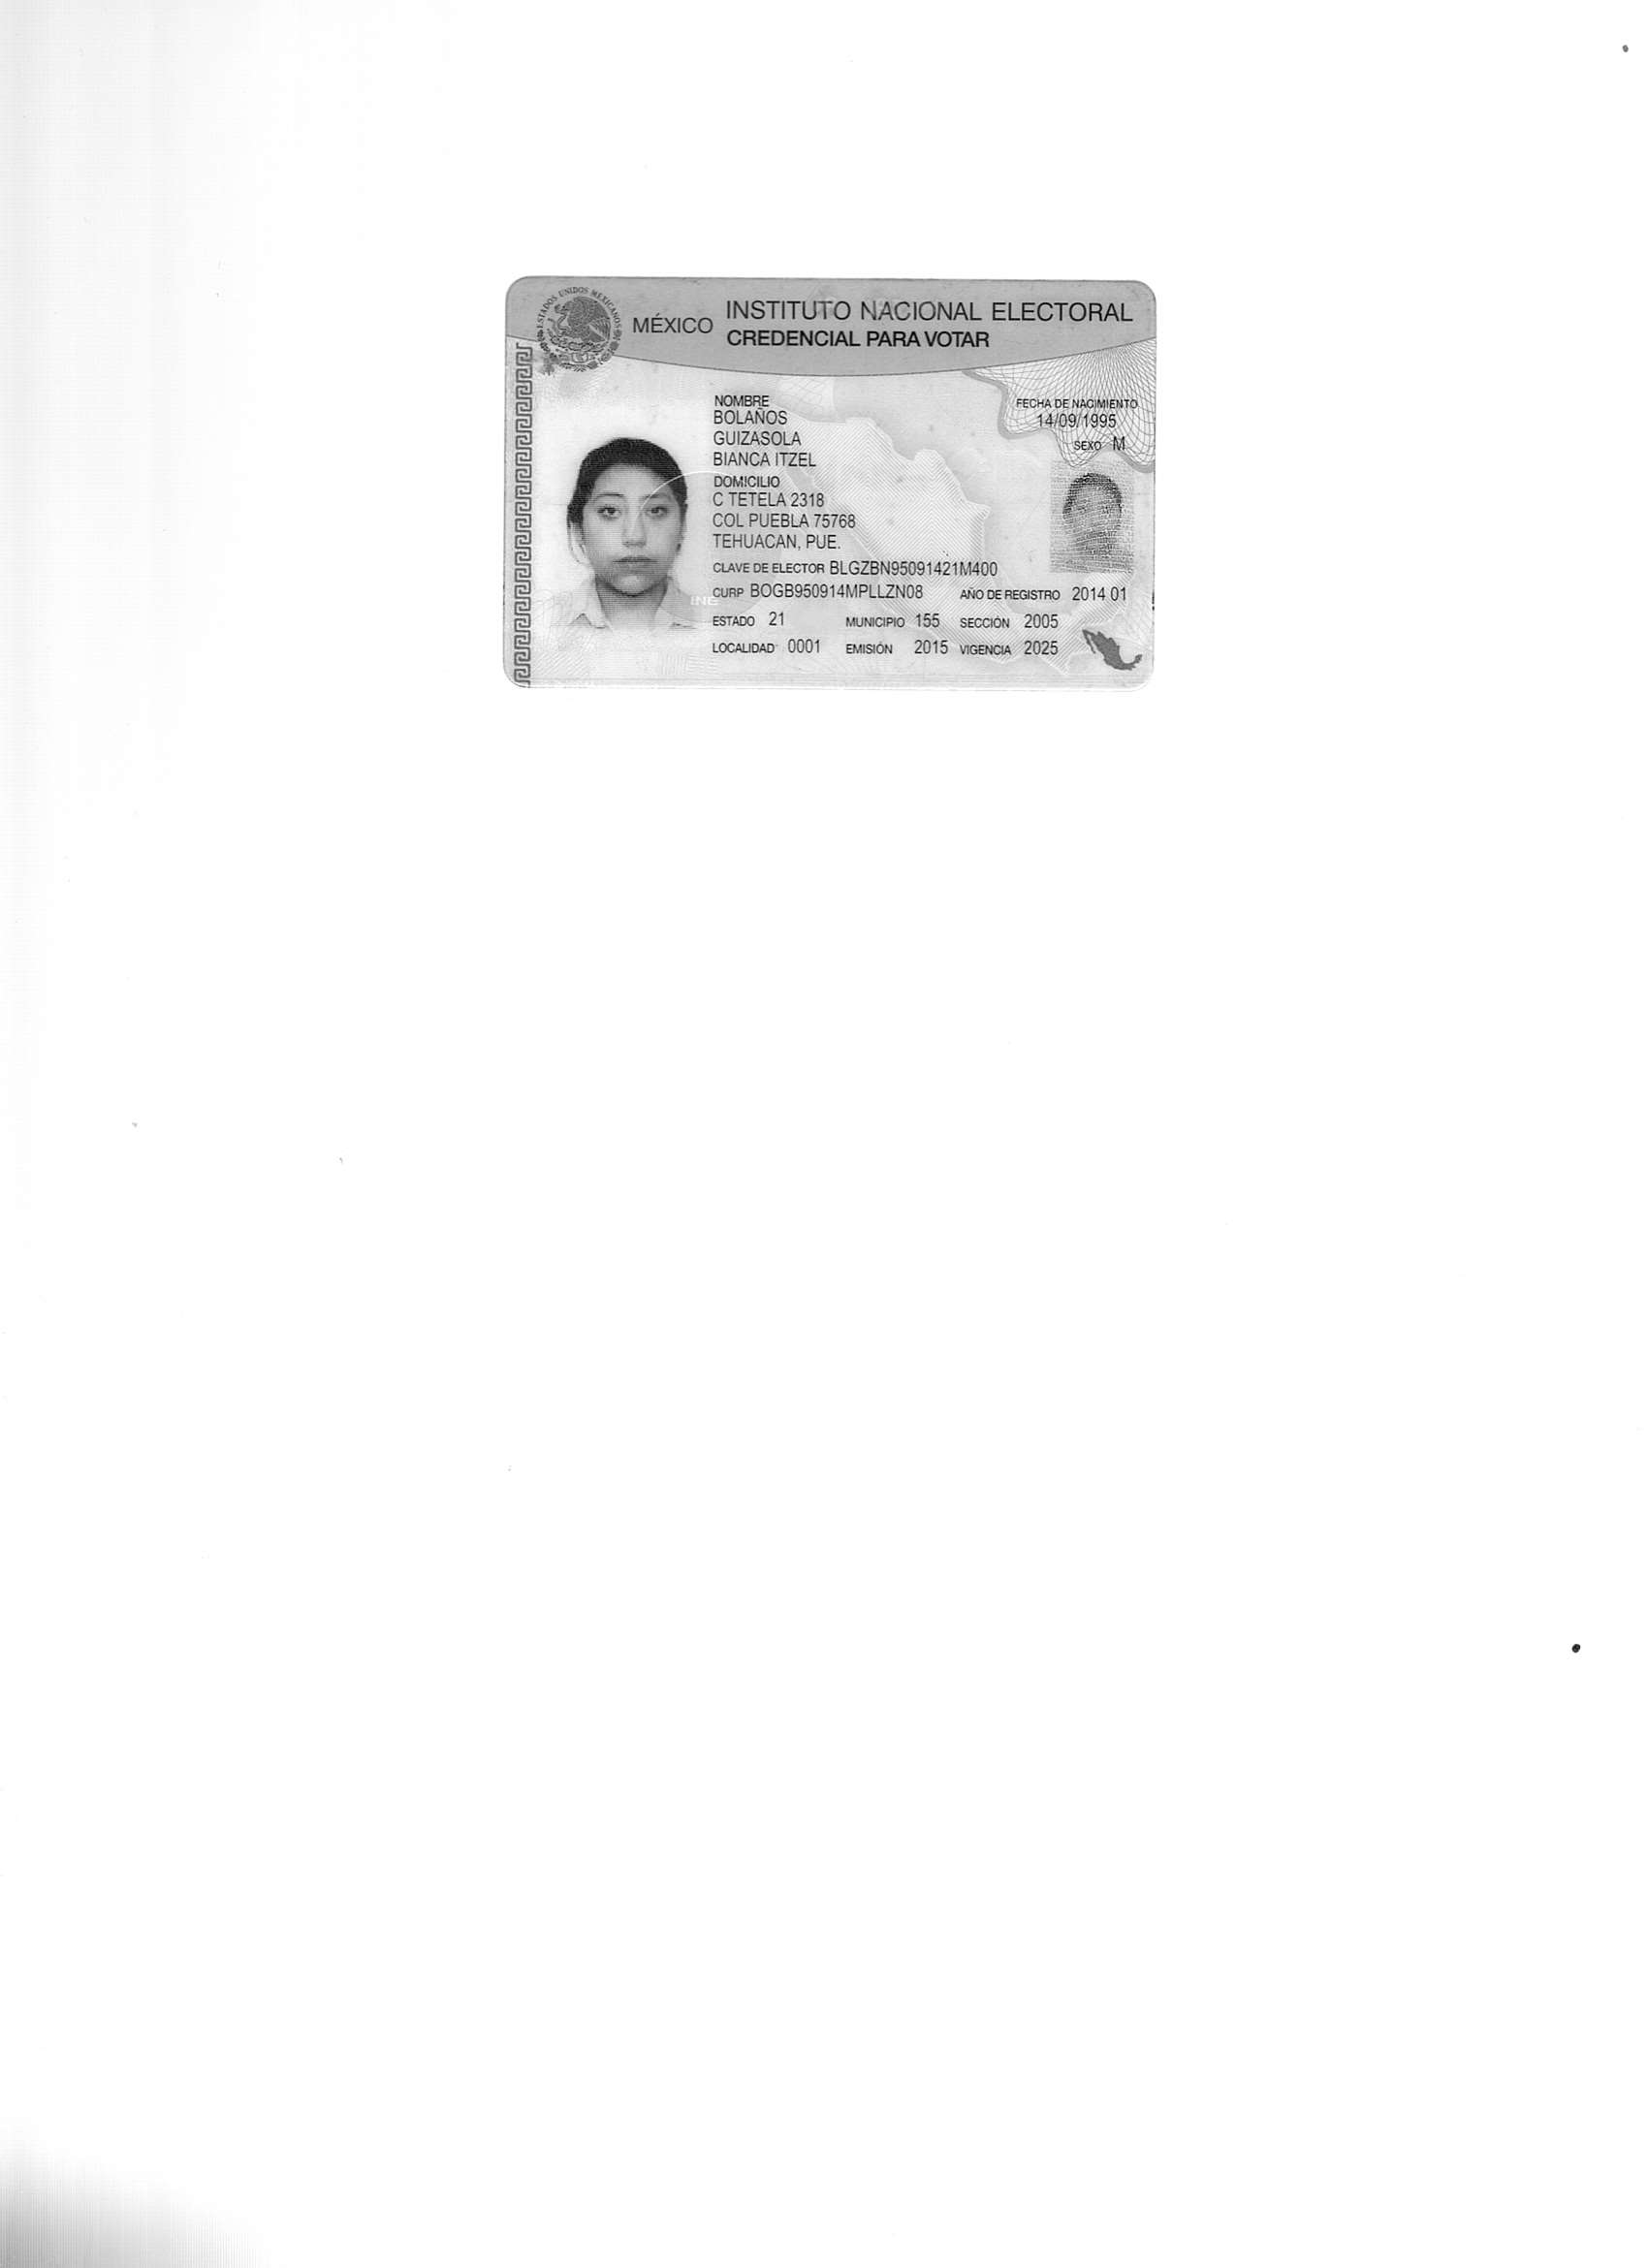 ESTADOS UNIDOS MEXICANOS
MÉXICO INSTITUTO NACIONAL ELECTORAL
CREDENCIAL PARA VOTAR
NOMBRE
BOLAÑOS
GUIZASOLA
BIANCA ITZEL
FECHA DE NACIMIENTO
14/09/1995
SEXO M
DOMICILIO
C TETELA 2318
COL PUEBLA 75768
TEHUACAN, PUE.
CLAVE DE ELECTOR BLGZBN95091421M400
CURP BOGB950914MPLLZN08 AÑO DE REGISTRO 2014 01
ESTADO 21 MUNICIPIO 155 SECCIÓN 2005
LOCALIDAD 0001 EMISIÓN 2015 VIGENCIA 2025
INE